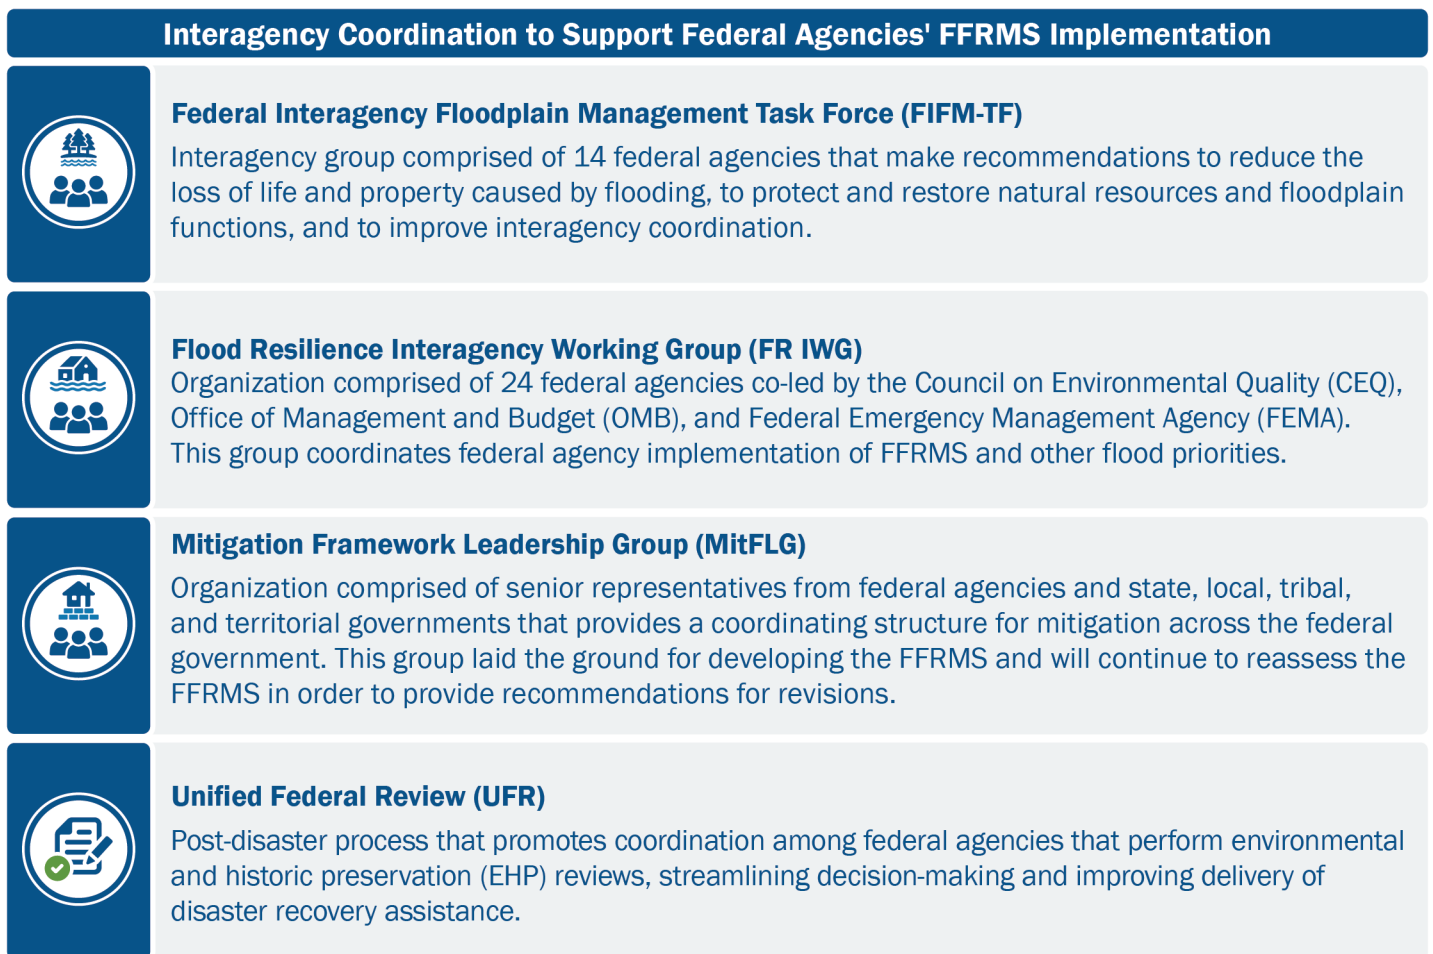 Interagency Coordination to Support Federal Agencies' FFRMS Implementation
Federal Interagency Floodplain Management Task Force (FIFM-TF)
Interagency group comprised of 14 federal agencies that make recommendations to reduce the
loss of life and property caused by flooding, to protect and restore natural resources and floodplain
functions, and to improve interagency coordination.
Flood Resilience Interagency Working Group (FR IWG)
Organization comprised of 24 federal agencies co-led by the Council on Environmental Quality (CEQ),
Office of Management and Budget (OMB), and Federal Emergency Management Agency (FEMA).
This group coordinates federal agency implementation of FFRMS and other flood priorities.
Mitigation Framework Leadership Group (MitFLG)
Organization comprised of senior representatives from federal agencies and state, local, tribal,
and territorial governments that provides a coordinating structure for mitigation across the federal
government. This group laid the ground for developing the FFRMS and will continue to reassess the
FFRMS in order to provide recommendations for revisions.
Unified Federal Review (UFR)
Post-disaster process that promotes coordination among federal agencies that perform environmental
and historic preservation (EHP) reviews, streamlining decision-making and improving delivery of
disaster recovery assistance.